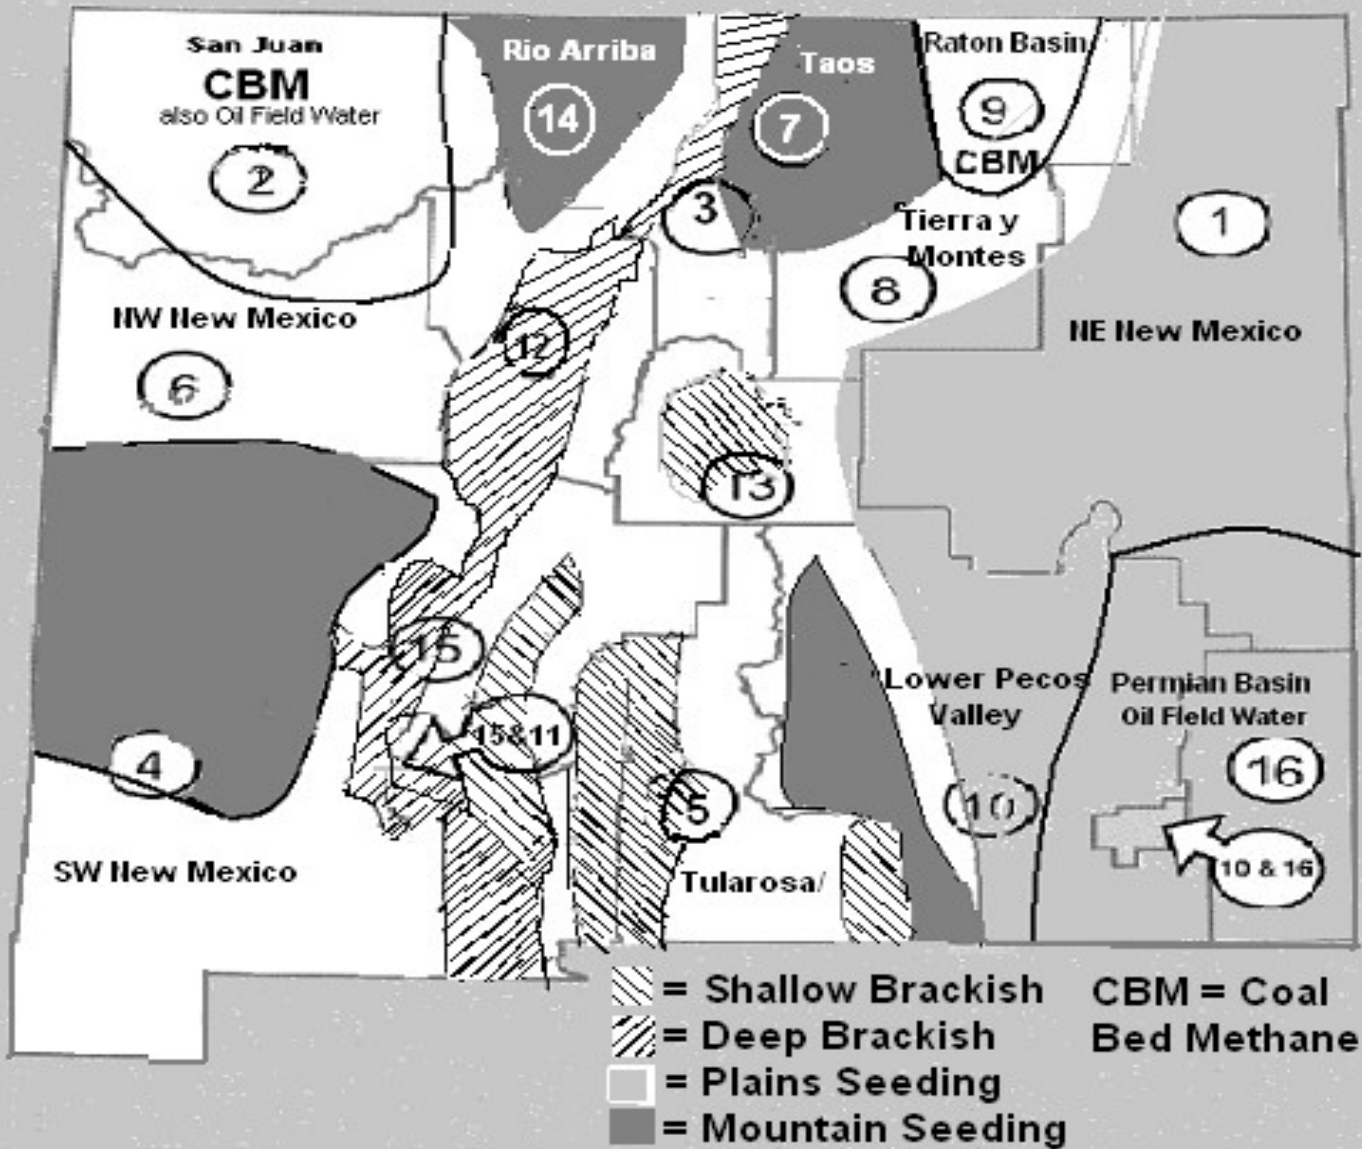 San Juan
CBM
also Oil Field Water
2
Rio Arriba
14
Taos
7
Raton Basin
9
CBM
3
Tierra y
Montes
8
1
NE New Mexico
NW New Mexico
6
12
13
15
15&11
4
5
Lower Pecos
Valley
10
Permian Basin
Oil Field Water
16
10 & 16
SW New Mexico
Tularosa/
= Shallow Brackish
= Deep Brackish
= Plains Seeding
= Mountain Seeding
CBM = Coal
Bed Methane